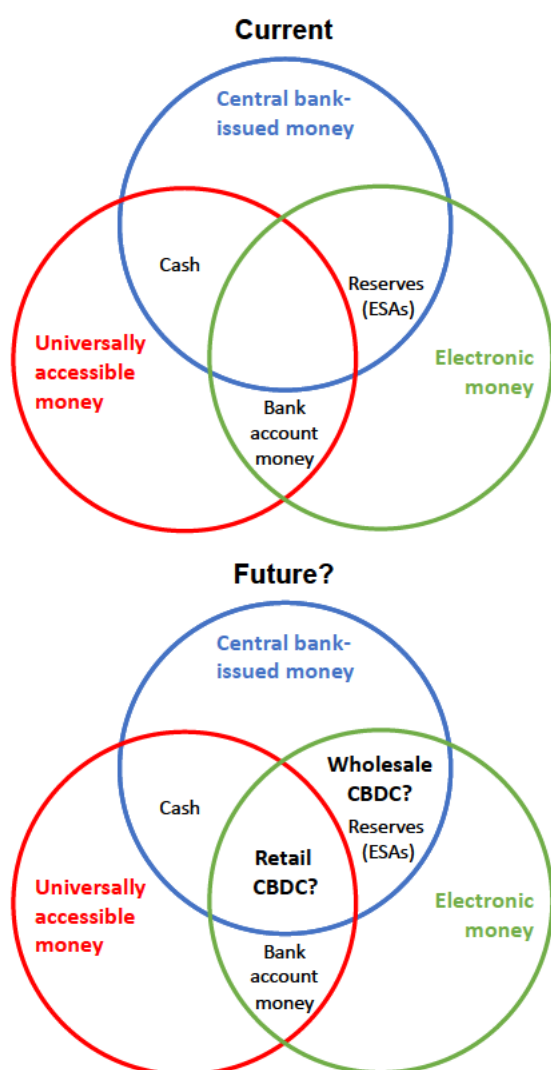 Current
Central bank-
issued money
Cash
Reserves
(ESAs)
Universally
accessible
money
Electronic
money
Bank
account
money
Future?
Central bank-
issued money
Wholesale
CBDC?
Cash
Reserves
(ESAs)
Retail
CBDC?
Universally
accessible
money
Electronic
money
Bank
account
money